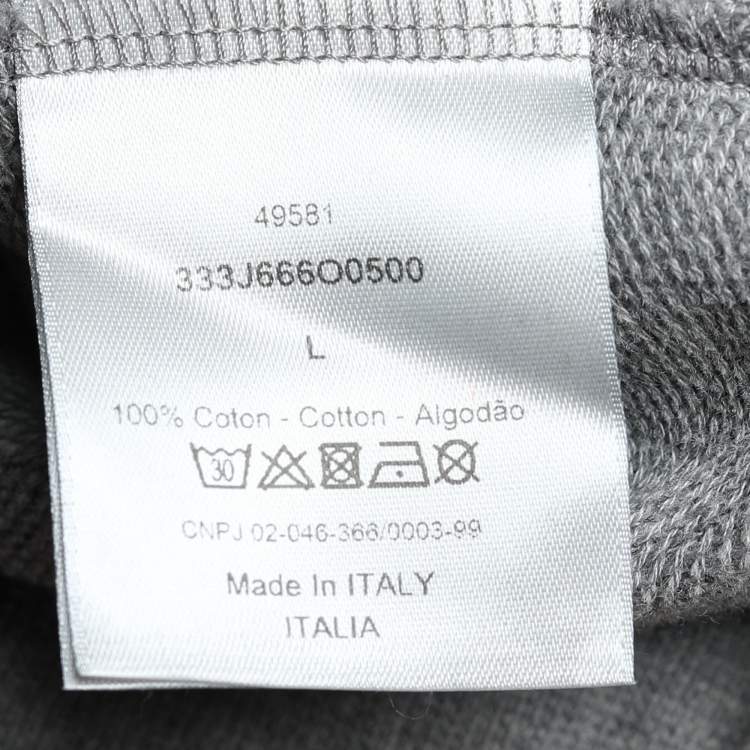 49581
333J666O0500
L
100% Coton - Cotton - Algodão
30
CNPJ 02-046-366/0003-99
Made In ITALY
ITALIA